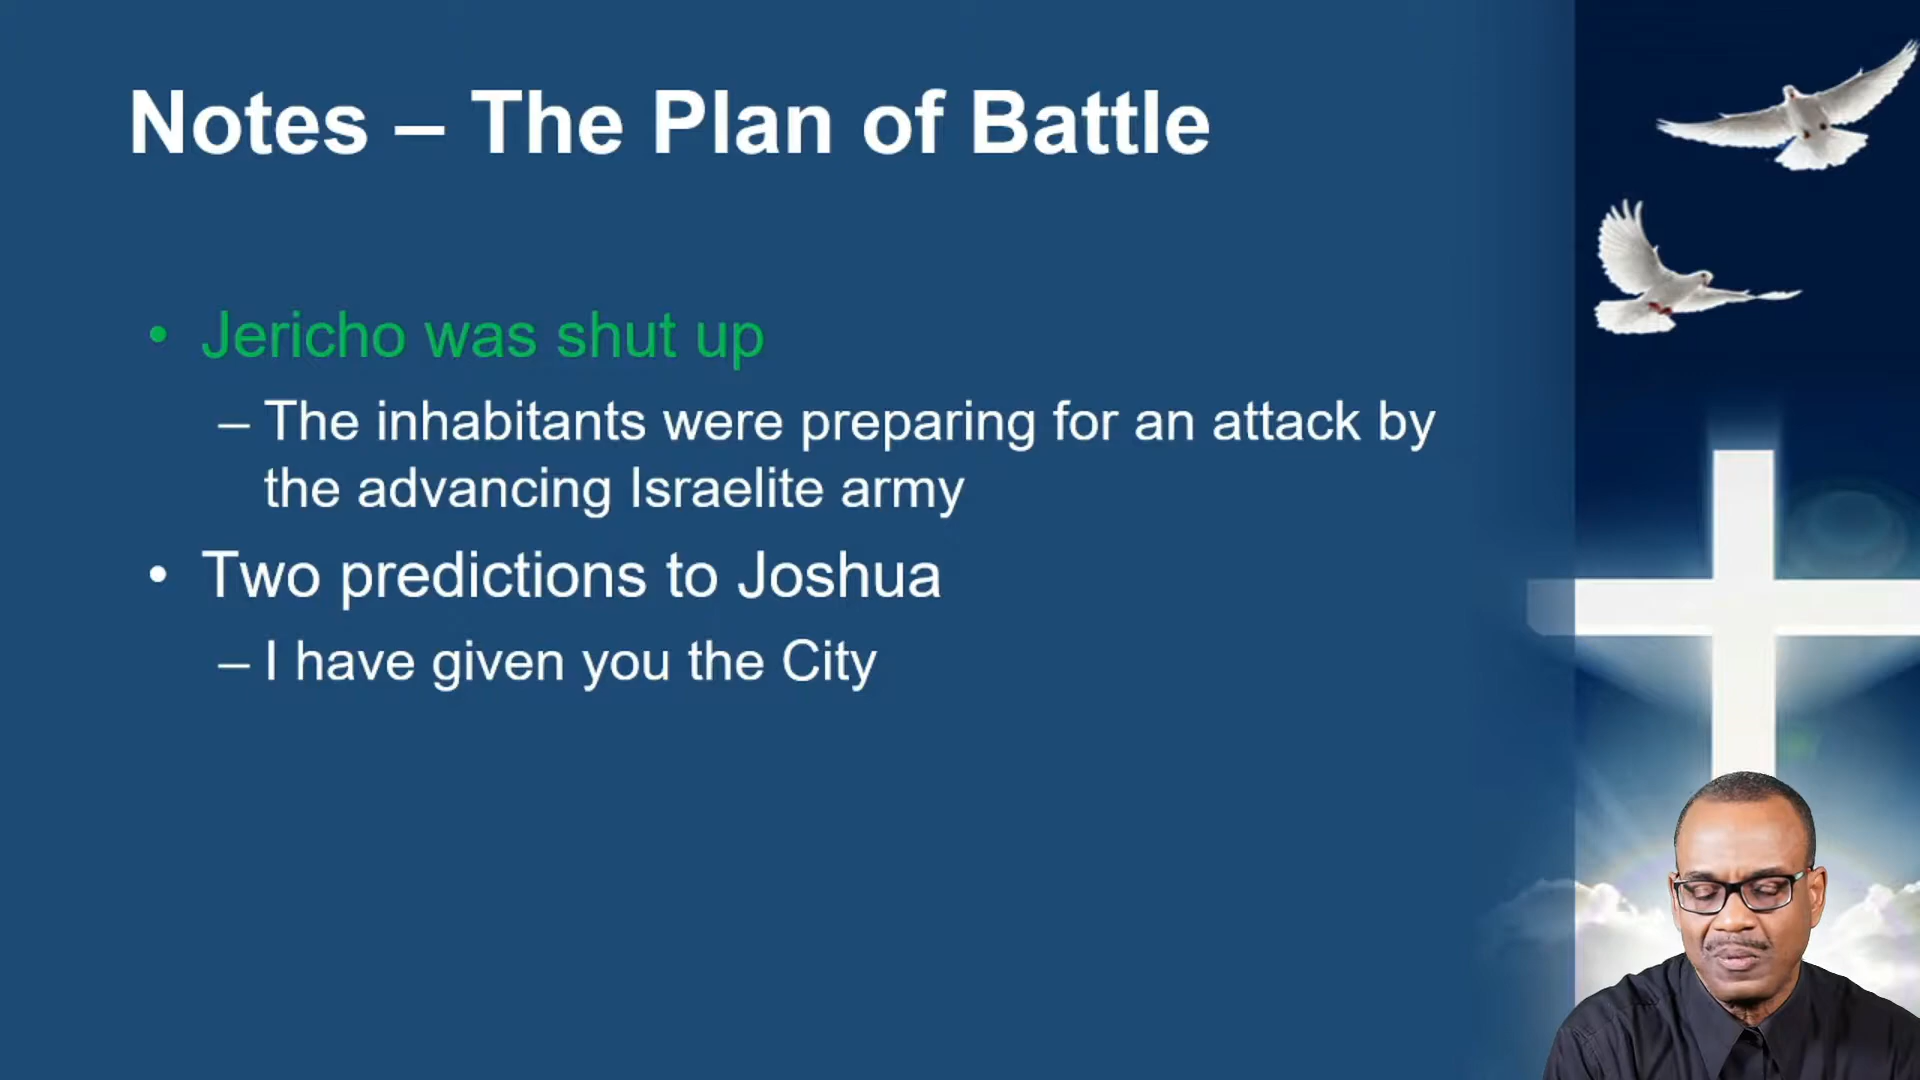 Notes – The Plan of Battle
• Jericho was shut up
– The inhabitants were preparing for an attack by
the advancing Israelite army
• Two predictions to Joshua
– I have given you the City